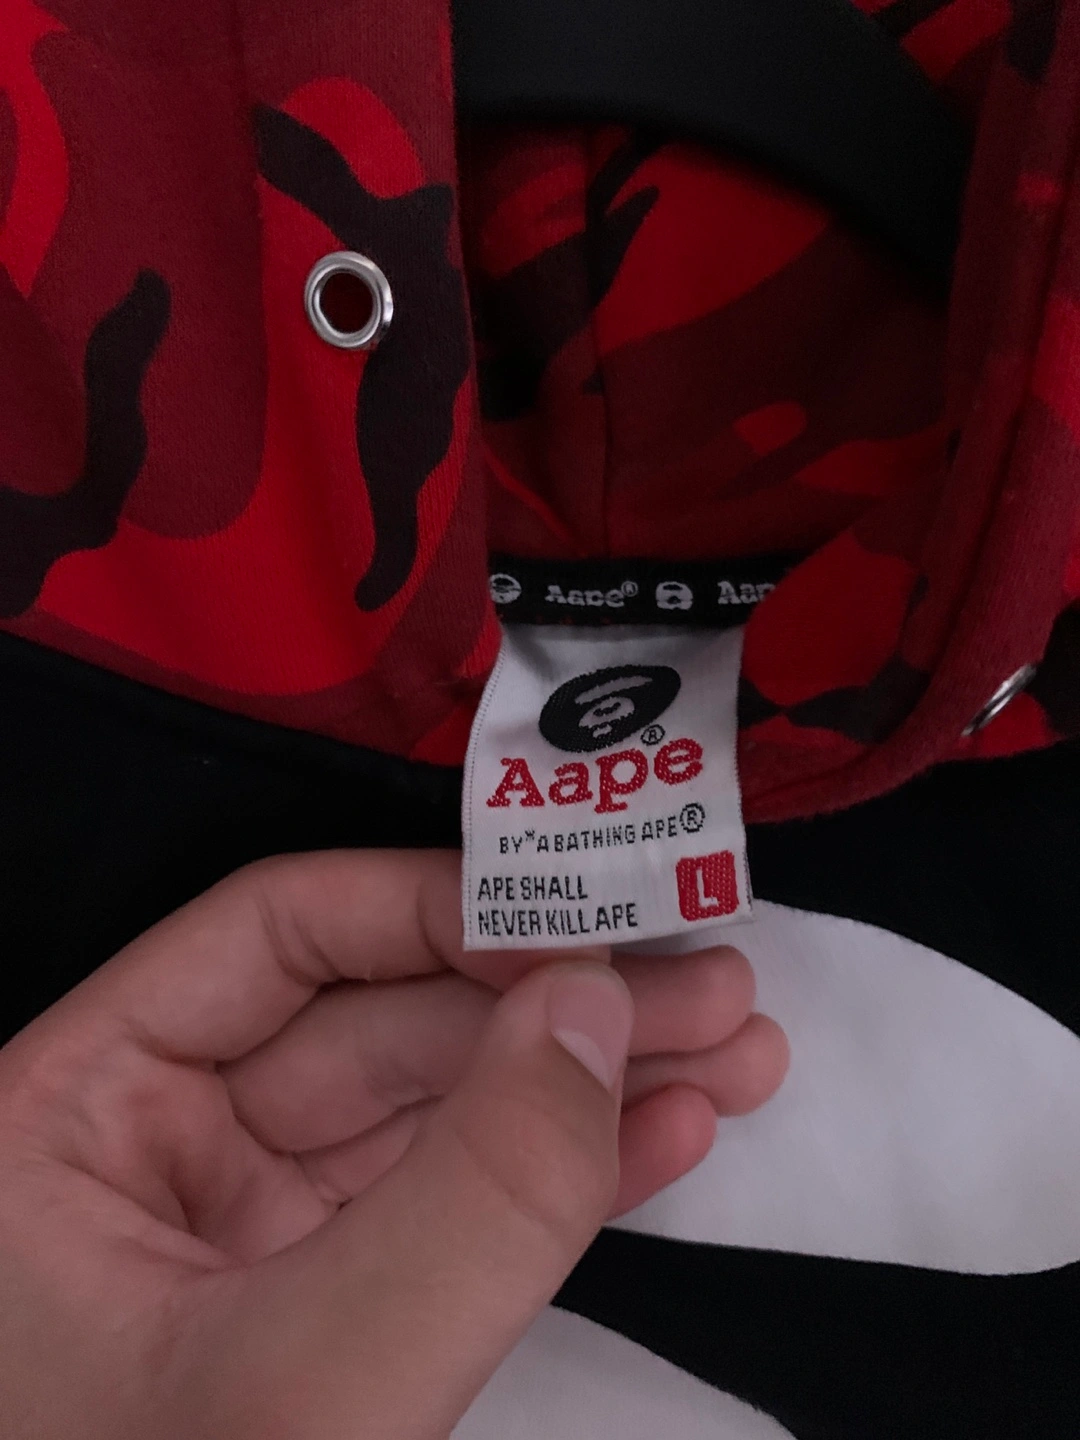 Aape® Aap
Aape®
BY*A BATHING APE®
APE SHALL
NEVER KILL APE
L